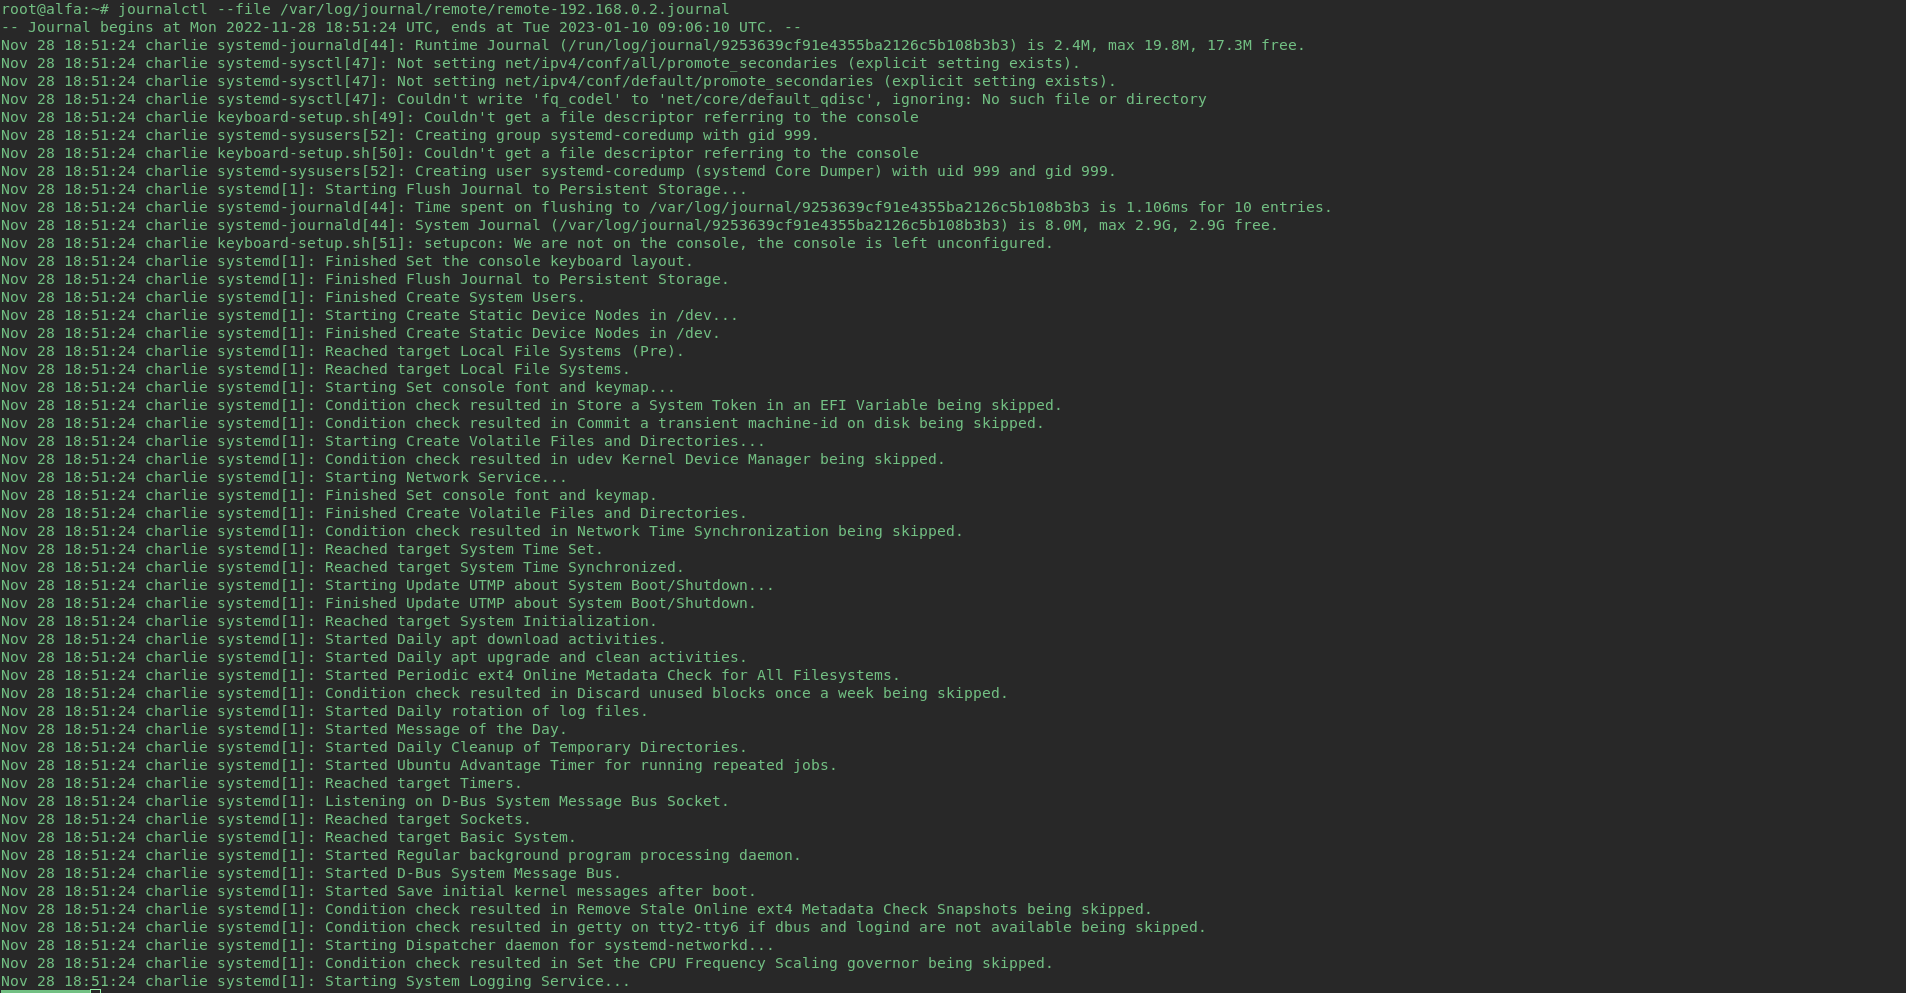 root@alfa:~# journalctl --file /var/log/journal/remote/remote-192.168.0.2.journal
-- Journal begins at Mon 2022-11-28 18:51:24 UTC, ends at Tue 2023-01-10 09:06:10 UTC. --
Nov 28 18:51:24 charlie systemd-journald[44]: Runtime Journal (/run/log/journal/9253639cf91e4355ba2126c5b108b3b3) is 2.4M, max 19.8M, 17.3M free.
Nov 28 18:51:24 charlie systemd-sysctl[47]: Not setting net/ipv4/conf/all/promote_secondaries (explicit setting exists).
Nov 28 18:51:24 charlie systemd-sysctl[47]: Not setting net/ipv4/conf/default/promote_secondaries (explicit setting exists).
Nov 28 18:51:24 charlie systemd-sysctl[47]: Couldn't write 'fq_codel' to 'net/core/default_qdisc', ignoring: No such file or directory
Nov 28 18:51:24 charlie keyboard-setup.sh[49]: Couldn't get a file descriptor referring to the console
Nov 28 18:51:24 charlie systemd-sysusers[52]: Creating group systemd-coredump with gid 999.
Nov 28 18:51:24 charlie keyboard-setup.sh[50]: Couldn't get a file descriptor referring to the console
Nov 28 18:51:24 charlie systemd-sysusers[52]: Creating user systemd-coredump (systemd Core Dumper) with uid 999 and gid 999.
Nov 28 18:51:24 charlie systemd[1]: Starting Flush Journal to Persistent Storage...
Nov 28 18:51:24 charlie systemd-journald[44]: Time spent on flushing to /var/log/journal/9253639cf91e4355ba2126c5b108b3b3 is 1.106ms for 10 entries.
Nov 28 18:51:24 charlie systemd-journald[44]: System Journal (/var/log/journal/9253639cf91e4355ba2126c5b108b3b3) is 8.0M, max 2.9G, 2.9G free.
Nov 28 18:51:24 charlie keyboard-setup.sh[51]: setupcon: We are not on the console, the console is left unconfigured.
Nov 28 18:51:24 charlie systemd[1]: Finished Set the console keyboard layout.
Nov 28 18:51:24 charlie systemd[1]: Finished Flush Journal to Persistent Storage.
Nov 28 18:51:24 charlie systemd[1]: Finished Create System Users.
Nov 28 18:51:24 charlie systemd[1]: Starting Create Static Device Nodes in /dev...
Nov 28 18:51:24 charlie systemd[1]: Finished Create Static Device Nodes in /dev.
Nov 28 18:51:24 charlie systemd[1]: Reached target Local File Systems (Pre).
Nov 28 18:51:24 charlie systemd[1]: Reached target Local File Systems.
Nov 28 18:51:24 charlie systemd[1]: Starting Set console font and keymap...
Nov 28 18:51:24 charlie systemd[1]: Condition check resulted in Store a System Token in an EFI Variable being skipped.
Nov 28 18:51:24 charlie systemd[1]: Condition check resulted in Commit a transient machine-id on disk being skipped.
Nov 28 18:51:24 charlie systemd[1]: Starting Create Volatile Files and Directories...
Nov 28 18:51:24 charlie systemd[1]: Condition check resulted in udev Kernel Device Manager being skipped.
Nov 28 18:51:24 charlie systemd[1]: Starting Network Service...
Nov 28 18:51:24 charlie systemd[1]: Finished Set console font and keymap.
Nov 28 18:51:24 charlie systemd[1]: Finished Create Volatile Files and Directories.
Nov 28 18:51:24 charlie systemd[1]: Condition check resulted in Network Time Synchronization being skipped.
Nov 28 18:51:24 charlie systemd[1]: Reached target System Time Set.
Nov 28 18:51:24 charlie systemd[1]: Reached target System Time Synchronized.
Nov 28 18:51:24 charlie systemd[1]: Starting Update UTMP about System Boot/Shutdown...
Nov 28 18:51:24 charlie systemd[1]: Finished Update UTMP about System Boot/Shutdown.
Nov 28 18:51:24 charlie systemd[1]: Reached target System Initialization.
Nov 28 18:51:24 charlie systemd[1]: Started Daily apt download activities.
Nov 28 18:51:24 charlie systemd[1]: Started Daily apt upgrade and clean activities.
Nov 28 18:51:24 charlie systemd[1]: Started Periodic ext4 Online Metadata Check for All Filesystems.
Nov 28 18:51:24 charlie systemd[1]: Condition check resulted in Discard unused blocks once a week being skipped.
Nov 28 18:51:24 charlie systemd[1]: Started Daily rotation of log files.
Nov 28 18:51:24 charlie systemd[1]: Started Message of the Day.
Nov 28 18:51:24 charlie systemd[1]: Started Daily Cleanup of Temporary Directories.
Nov 28 18:51:24 charlie systemd[1]: Started Ubuntu Advantage Timer for running repeated jobs.
Nov 28 18:51:24 charlie systemd[1]: Reached target Timers.
Nov 28 18:51:24 charlie systemd[1]: Listening on D-Bus System Message Bus Socket.
Nov 28 18:51:24 charlie systemd[1]: Reached target Sockets.
Nov 28 18:51:24 charlie systemd[1]: Reached target Basic System.
Nov 28 18:51:24 charlie systemd[1]: Started Regular background program processing daemon.
Nov 28 18:51:24 charlie systemd[1]: Started D-Bus System Message Bus.
Nov 28 18:51:24 charlie systemd[1]: Started Save initial kernel messages after boot.
Nov 28 18:51:24 charlie systemd[1]: Condition check resulted in Remove Stale Online ext4 Metadata Check Snapshots being skipped.
Nov 28 18:51:24 charlie systemd[1]: Condition check resulted in getty on tty2-tty6 if dbus and logind are not available being skipped.
Nov 28 18:51:24 charlie systemd[1]: Starting Dispatcher daemon for systemd-networkd...
Nov 28 18:51:24 charlie systemd[1]: Condition check resulted in Set the CPU Frequency Scaling governor being skipped.
Nov 28 18:51:24 charlie systemd[1]: Starting System Logging Service...